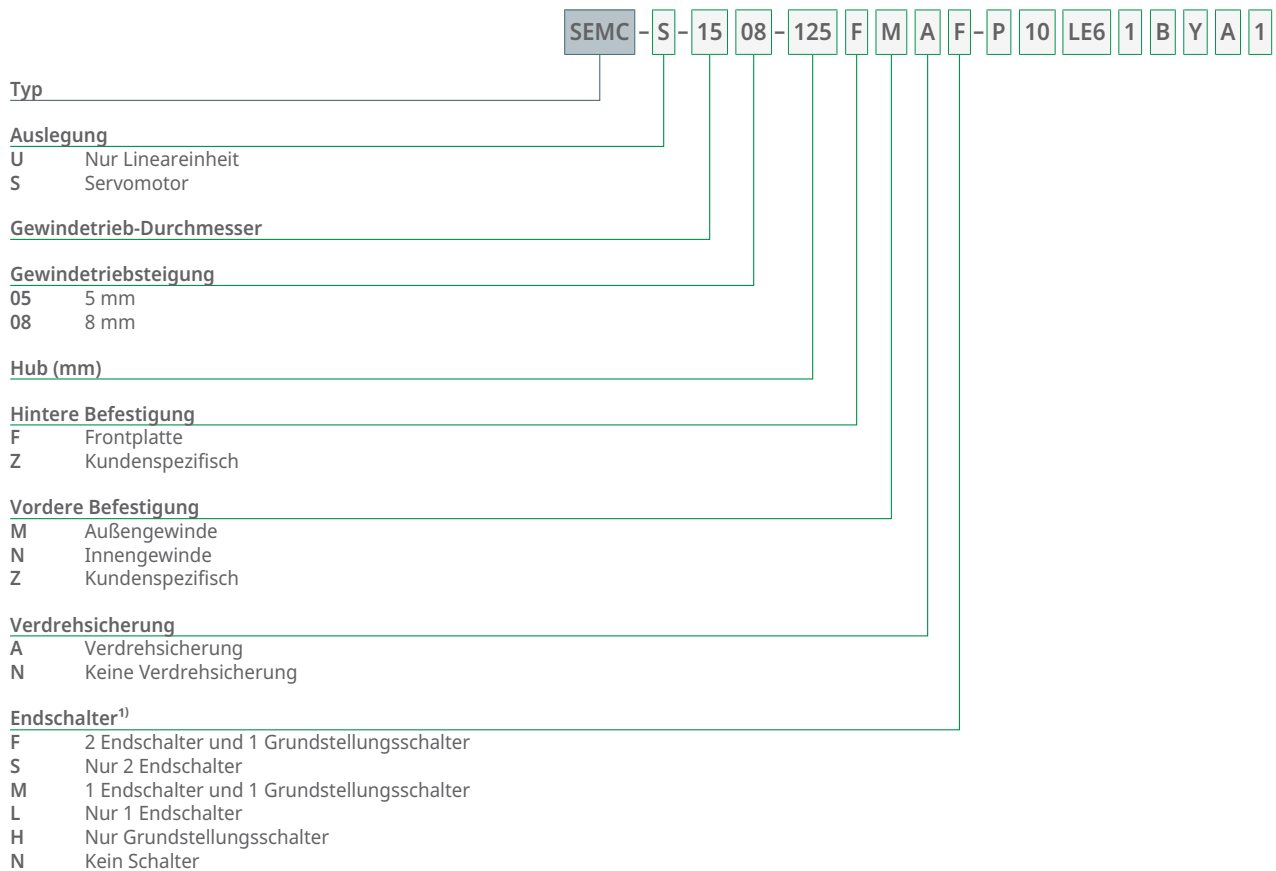 SEMC – S – 15 08 – 125 F M A F – P 10 LE6 1 B Y A 1
Typ
Auslegung
U Nur Lineareinheit
S Servomotor
Gewindetrieb-Durchmesser
Gewindetriebsteigung
05 5 mm
08 8 mm
Hub (mm)
Hintere Befestigung
F Frontplatte
Z Kundenspezifisch
Vordere Befestigung
M Außengewinde
N Innengewinde
Z Kundenspezifisch
Verdrehsicherung
A Verdrehsicherung
N Keine Verdrehsicherung
Endschalter¹⁾
F 2 Endschalter und 1 Grundstellungsschalter
S Nur 2 Endschalter
M 1 Endschalter und 1 Grundstellungsschalter
L Nur 1 Endschalter
H Nur Grundstellungsschalter
N Kein Schalter